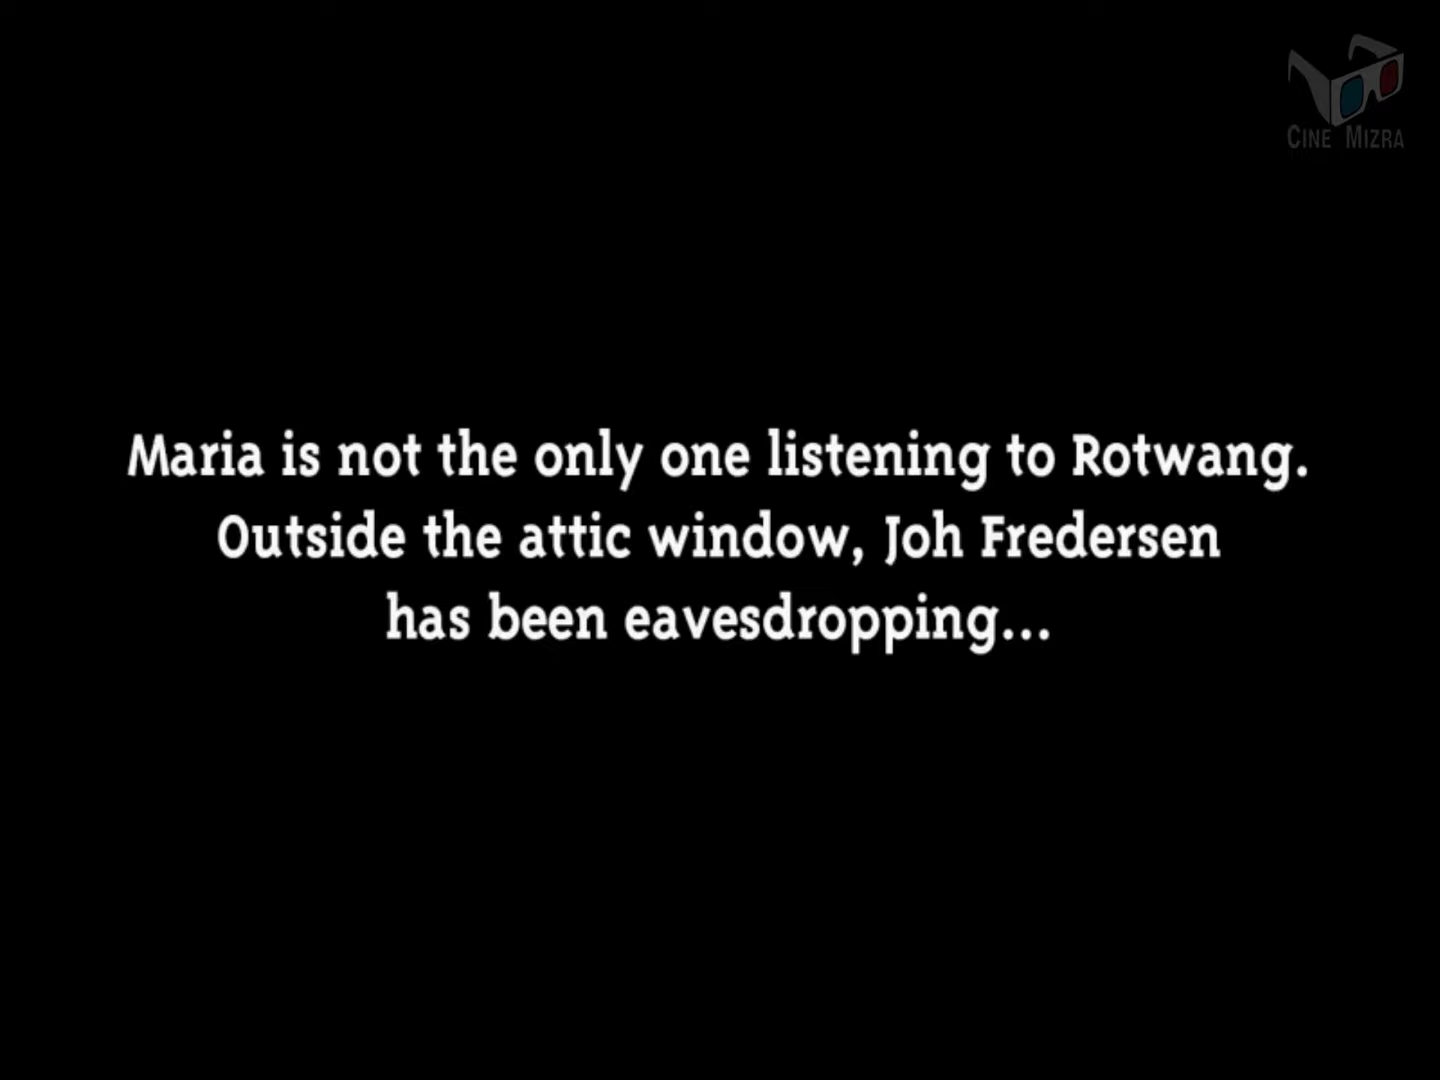 CINE MIZRA
Maria is not the only one listening to Rotwang.
Outside the attic window, Joh Fredersen
has been eavesdropping...